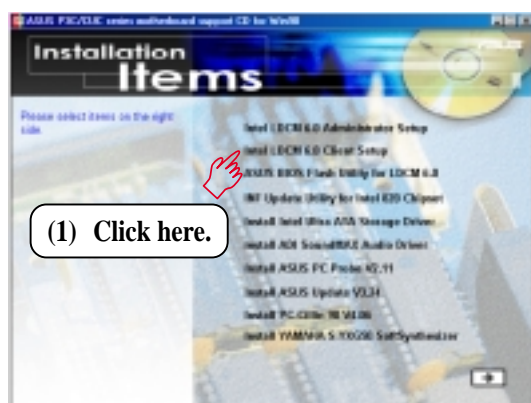 ASUS P3C/CUC series motherboard support CD for Win98
Installation
Items
Please select items on the right
side.
Intel LDCM 6.0 Administrator Setup
Intel LDCM 6.0 Client Setup
ASUS BIOS Flash Utility for LDCM 6.0
INF Update Utility for Intel 820 Chipset
Install Intel Ultra ATA Storage Driver
Install ADI SoundMAX Audio Driver
(1) Click here.
Install ASUS PC Probe V2.11
Install ASUS Update V3.24
Install PC-Cillin 98
Install YAMAHA S-YXG50 SoftSynthesizer